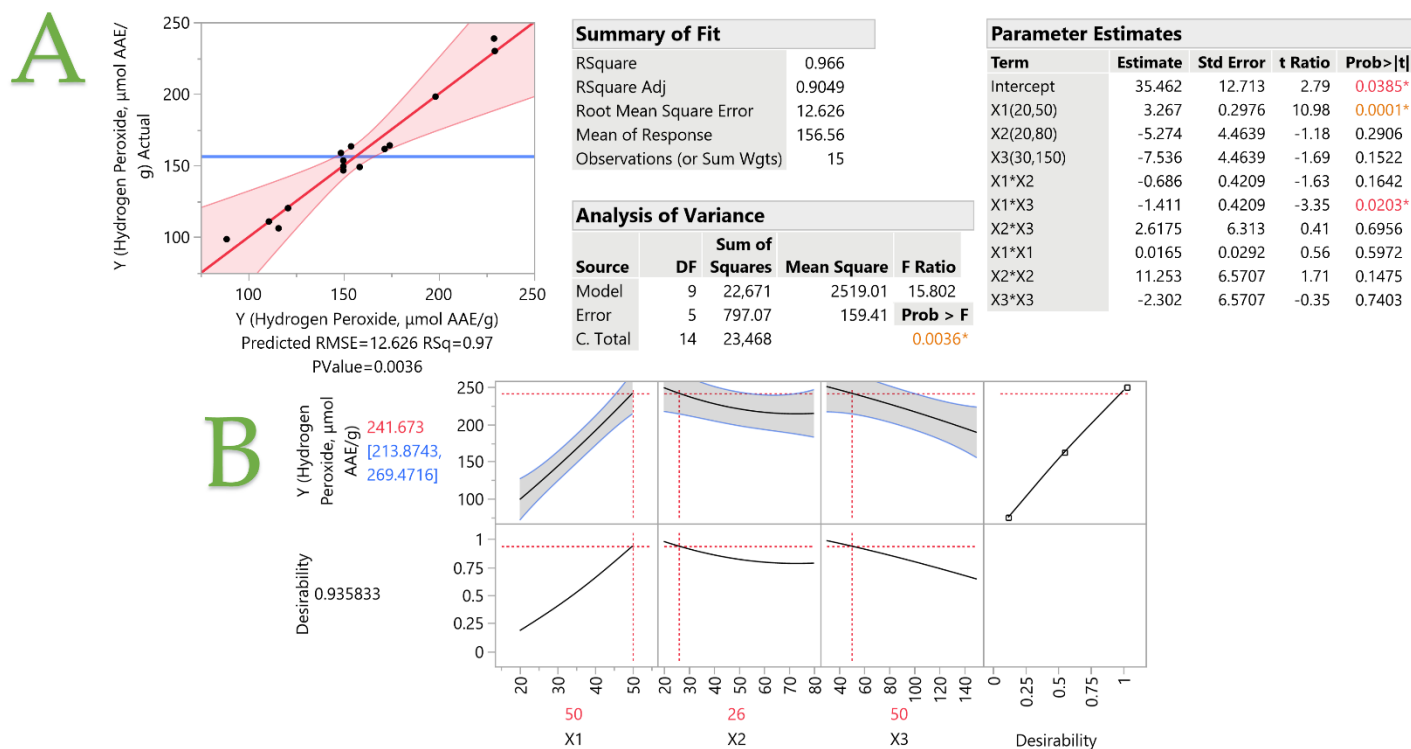 A
Y (Hydrogen Peroxide, μmol AAE/
g) Actual
250
200
150
100
100 150 200 250
Y (Hydrogen Peroxide, μmol AAE/g)
Predicted RMSE=12.626 RSq=0.97
PValue=0.0036
Summary of Fit
RSquare 0.966
RSquare Adj 0.9049
Root Mean Square Error 12.626
Mean of Response 156.56
Observations (or Sum Wgts) 15
Analysis of Variance
Sum of
Source DF Squares Mean Square F Ratio
Model 9 22,671 2519.01 15.802
Error 5 797.07 159.41 Prob > F
C. Total 14 23,468 0.0036*
Parameter Estimates
Term Estimate Std Error t Ratio Prob>|t|
Intercept 35.462 12.713 2.79 0.0385*
X1(20,50) 3.267 0.2976 10.98 0.0001*
X2(20,80) -5.274 4.4639 -1.18 0.2906
X3(30,150) -7.536 4.4639 -1.69 0.1522
X1*X2 -0.686 0.4209 -1.63 0.1642
X1*X3 -1.411 0.4209 -3.35 0.0203*
X2*X3 2.6175 6.313 0.41 0.6956
X1*X1 0.0165 0.0292 0.56 0.5972
X2*X2 11.253 6.5707 1.71 0.1475
X3*X3 -2.302 6.5707 -0.35 0.7403
B
Y (Hydrogen
Peroxide, μmol
AAE/g)
241.673
[213.8743,
269.4716]
250
200
150
100
Desirability
0.935833
1
0.75
0.5
0.25
0
20 30 40 50
20 30 40 50 60 70 80
40 60 80 100 120 140
0 0.25 0.5 0.75 1
50 26 50
X1 X2 X3 Desirability